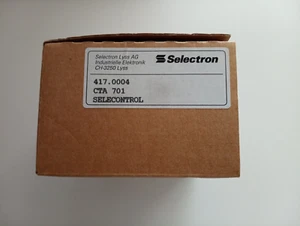 Selectron Lyss AG
Industrielle Elektronik
CH-3250 Lyss
Selectron
417.0004
CTA 701
SELECONTROL